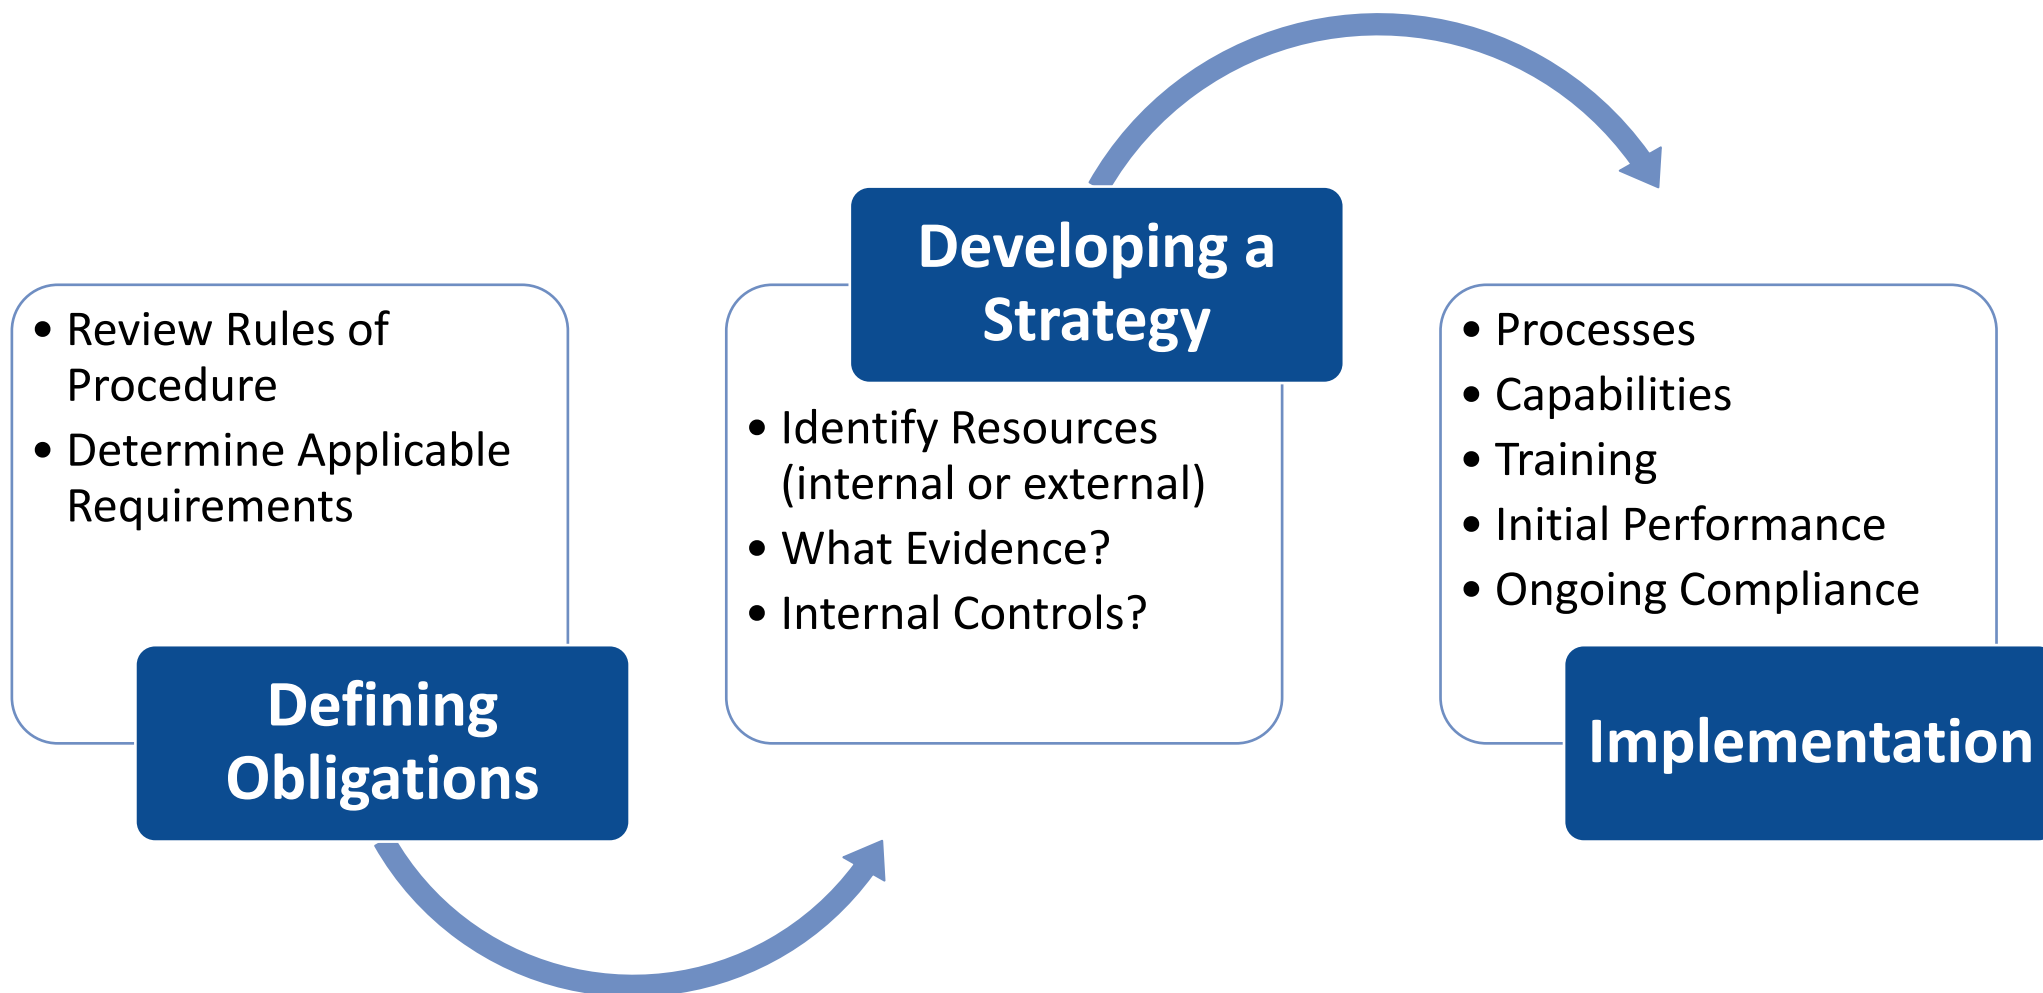 • Review Rules of
Procedure
• Determine Applicable
Requirements
Defining
Obligations
Developing a
Strategy
• Identify Resources
(internal or external)
• What Evidence?
• Internal Controls?
• Processes
• Capabilities
• Training
• Initial Performance
• Ongoing Compliance
Implementation